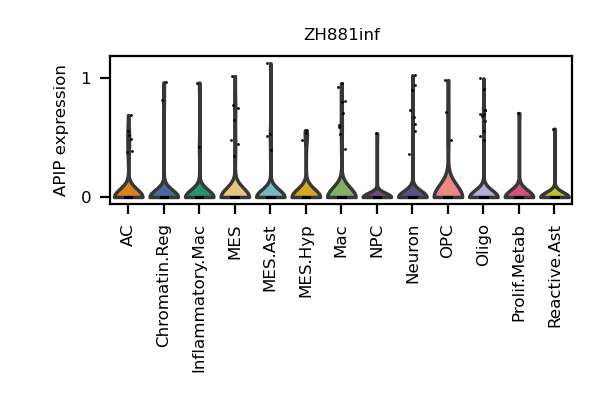 ZH881inf
APIP expression
1
0
AC
Chromatin.Reg
Inflammatory.Mac
MES
MES.Ast
MES.Hyp
Mac
NPC
Neuron
OPC
Oligo
Prolif.Metab
Reactive.Ast